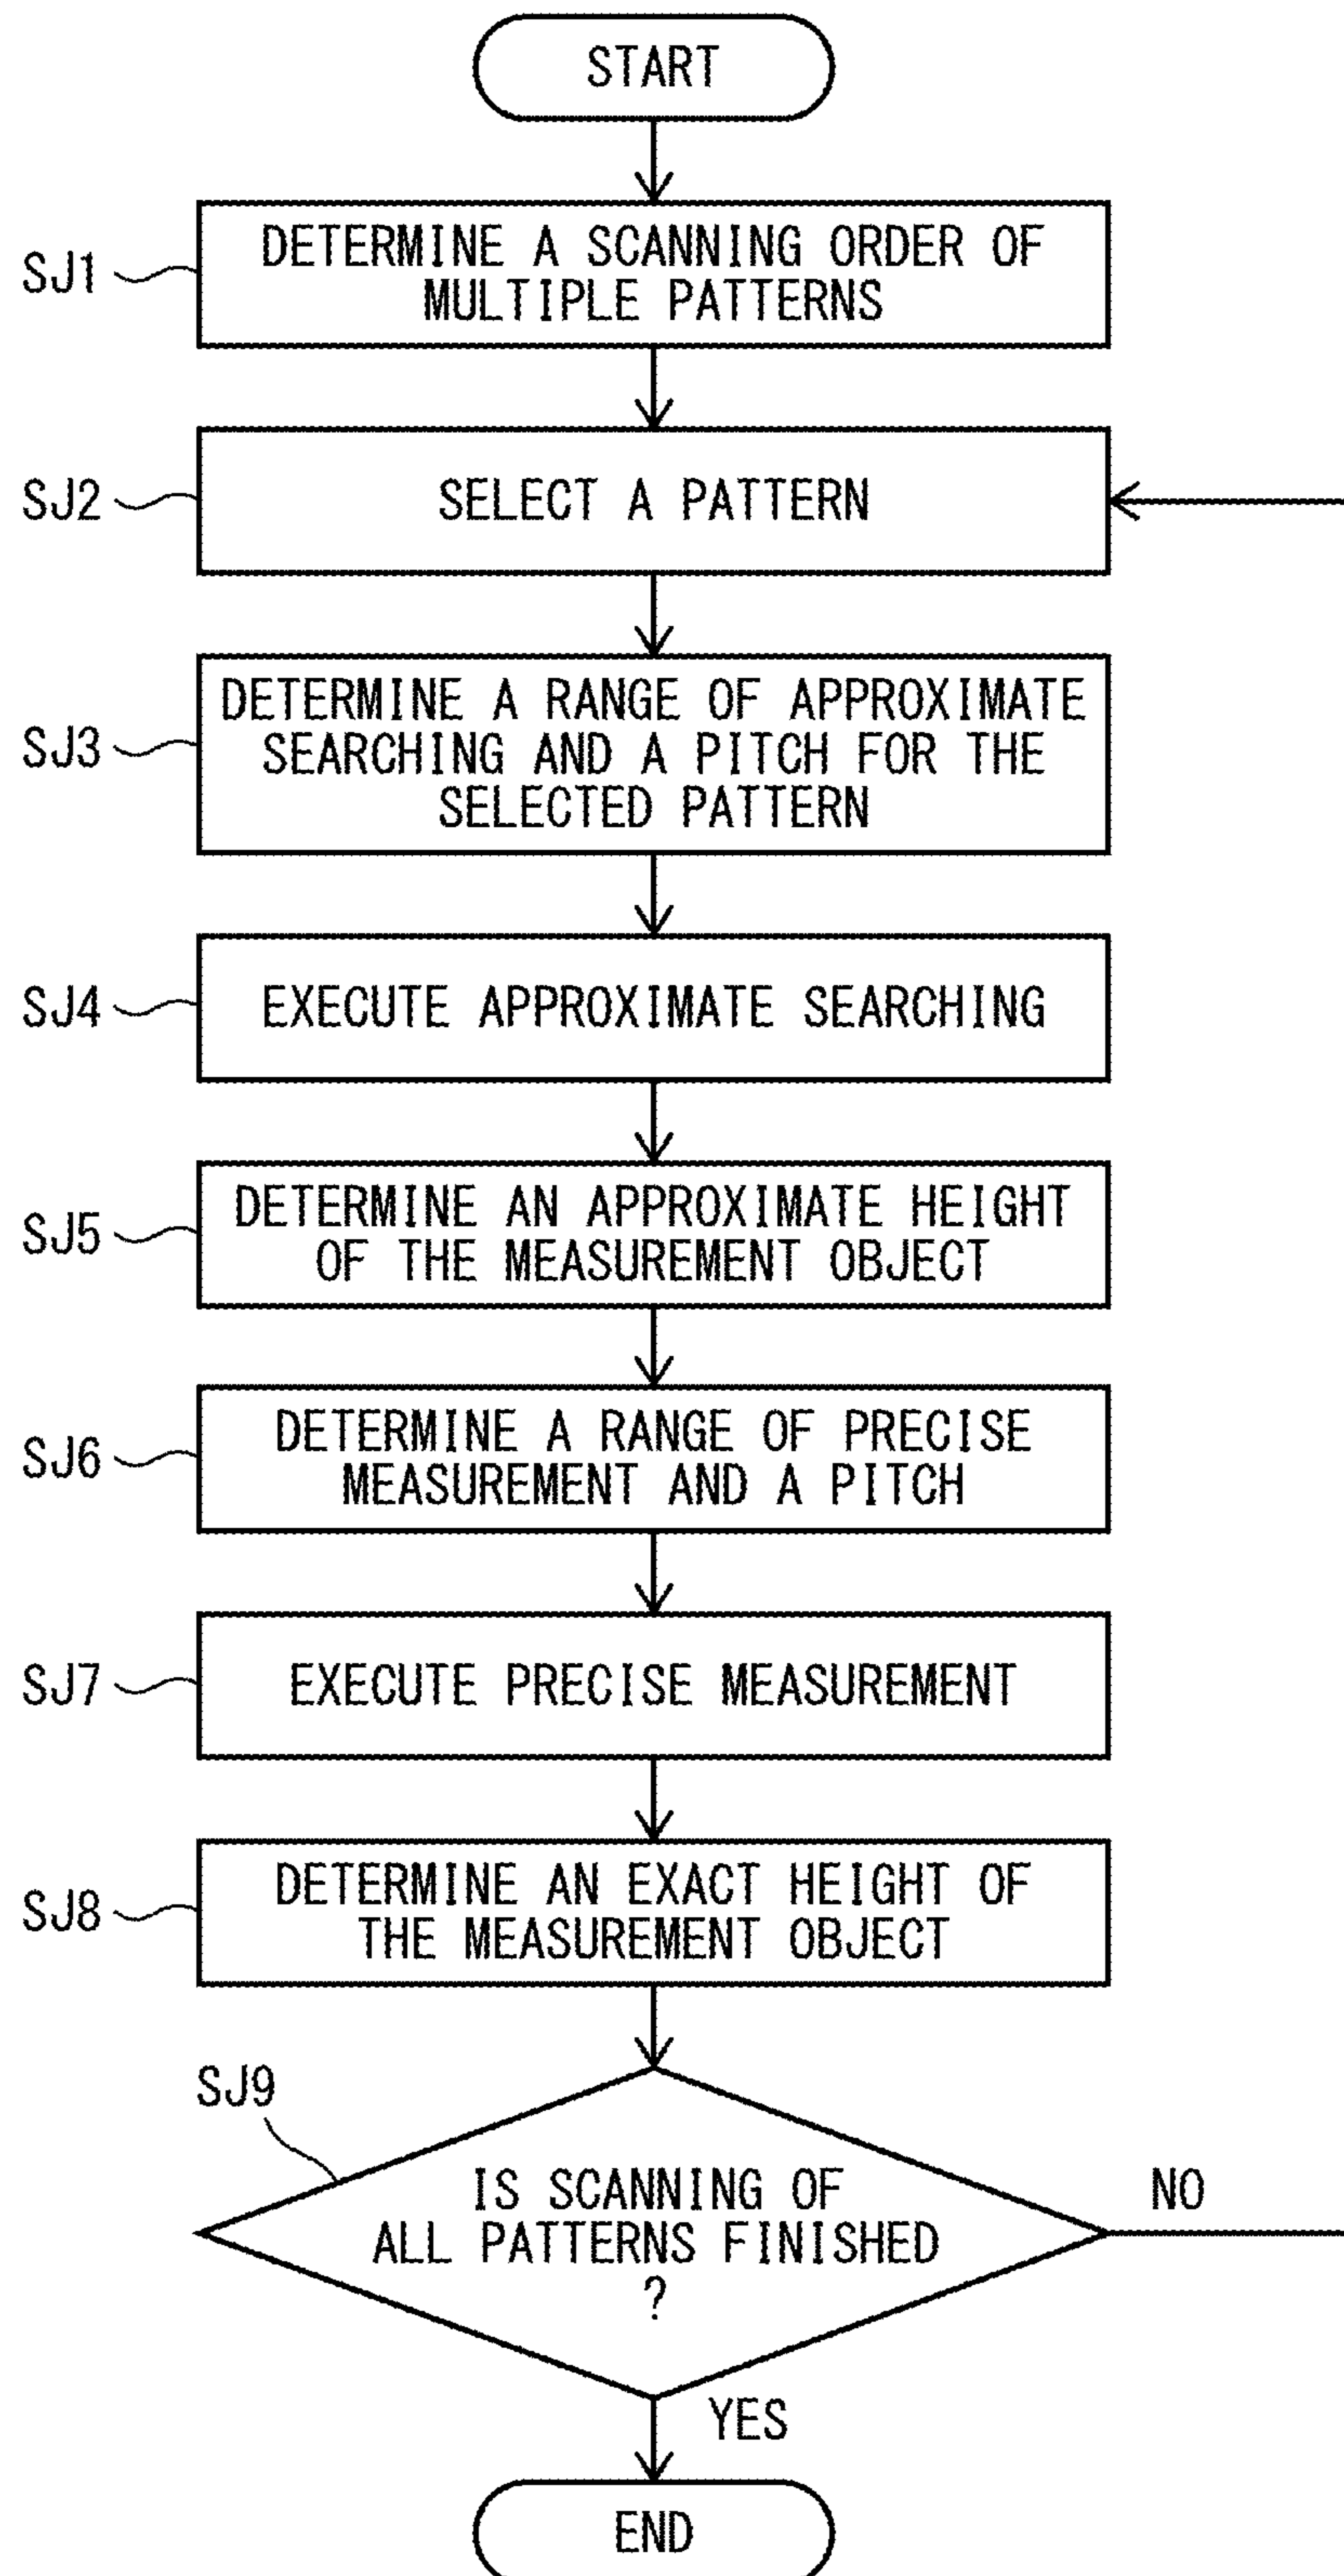 START
SJ1
DETERMINE A SCANNING ORDER OF
MULTIPLE PATTERNS
SJ2
SELECT A PATTERN
SJ3
DETERMINE A RANGE OF APPROXIMATE
SEARCHING AND A PITCH FOR THE
SELECTED PATTERN
SJ4
EXECUTE APPROXIMATE SEARCHING
SJ5
DETERMINE AN APPROXIMATE HEIGHT
OF THE MEASUREMENT OBJECT
SJ6
DETERMINE A RANGE OF PRECISE
MEASUREMENT AND A PITCH
SJ7
EXECUTE PRECISE MEASUREMENT
SJ8
DETERMINE AN EXACT HEIGHT OF
THE MEASUREMENT OBJECT
SJ9
IS SCANNING OF
ALL PATTERNS FINISHED
?
NO
YES
END